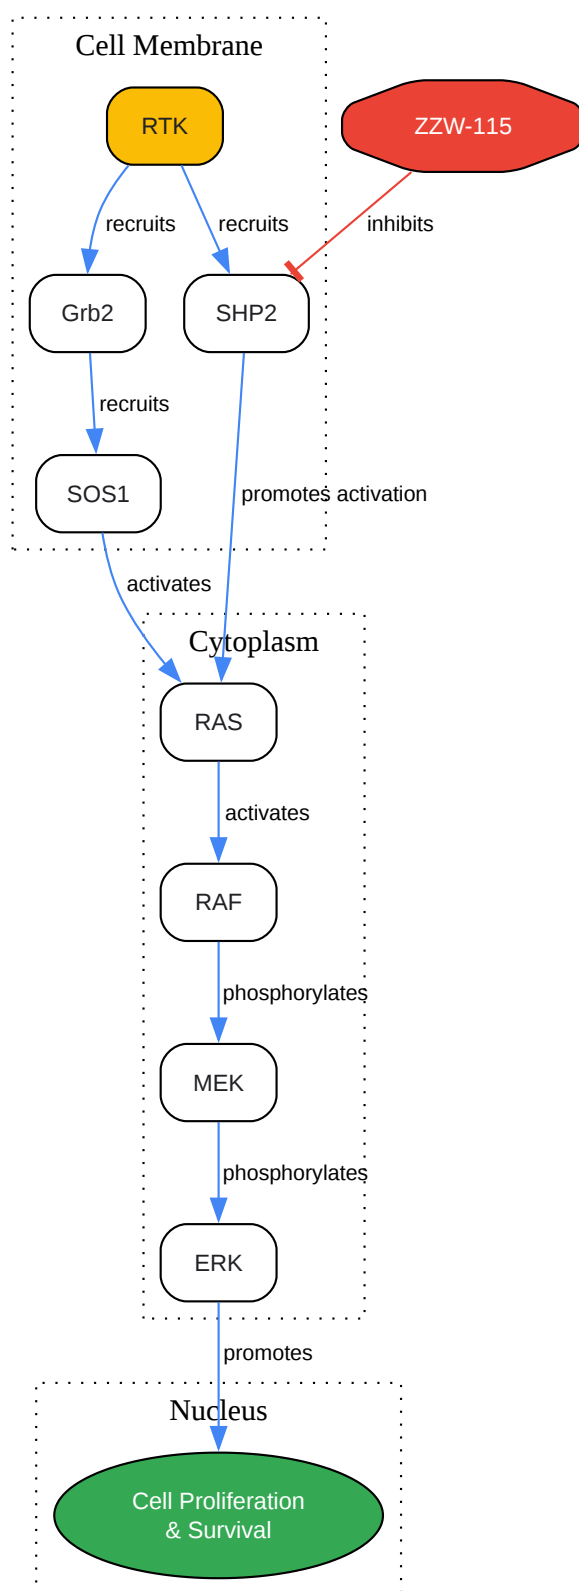 Cell Membrane
RTK
ZZW-115
recruits
recruits
inhibits
Grb2
SHP2
recruits
SOS1
promotes activation
activates
Cytoplasm
RAS
activates
RAF
phosphorylates
MEK
phosphorylates
ERK
promotes
Nucleus
Cell Proliferation
& Survival